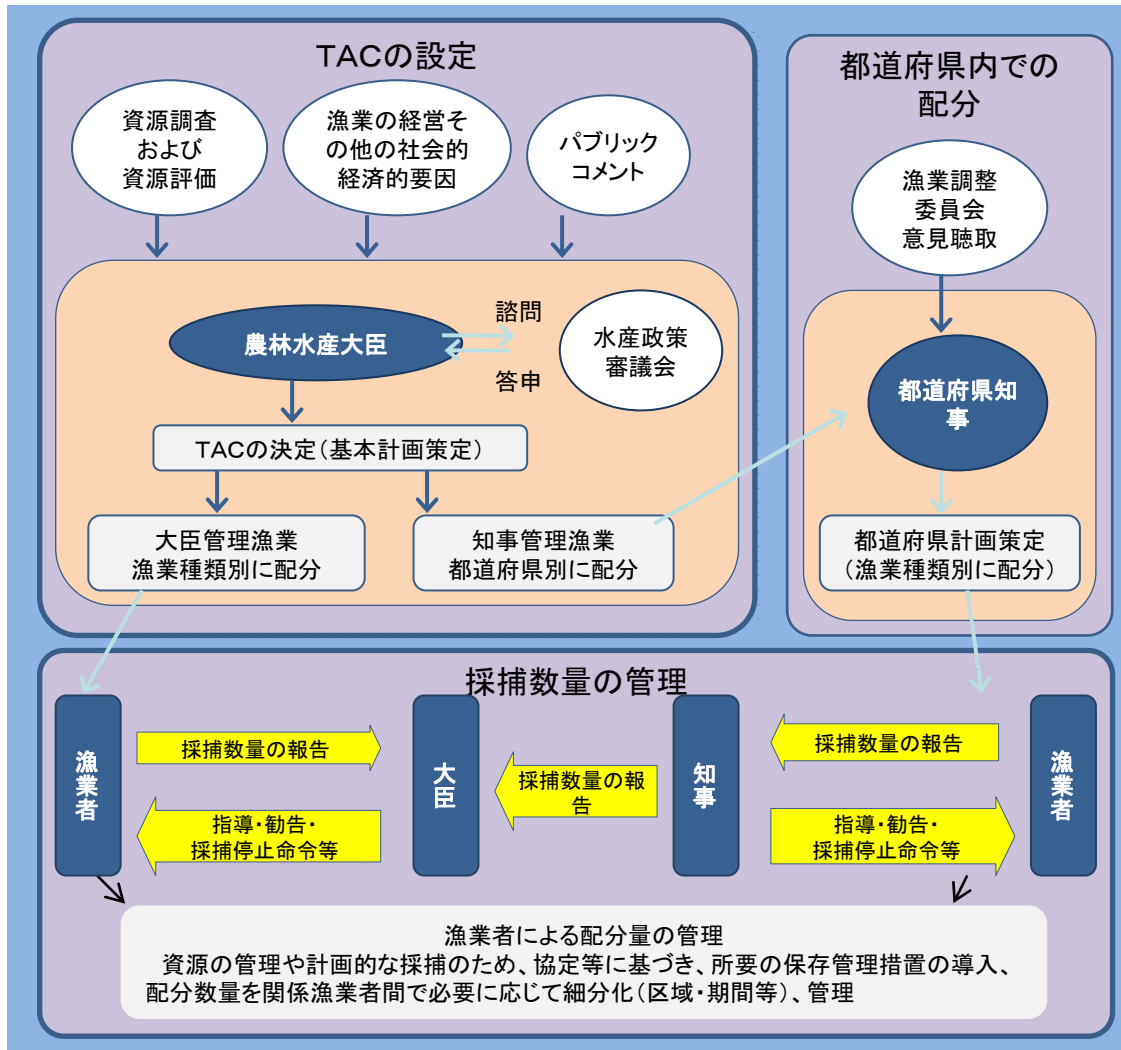 TACの設定
資源調査
および
資源評価
漁業の経営そ
の他の社会的
経済的要因
パブリック
コメント
農林水産大臣
諮問
答申
水産政策
審議会
TACの決定（基本計画策定）
大臣管理漁業
漁業種類別に配分
知事管理漁業
都道府県別に配分
都道府県内での
配分
漁業調整
委員会
意見聴取
都道府県知
事
都道府県計画策定
（漁業種類別に配分）
採捕数量の管理
漁業者
採捕数量の報告
指導・勧告・
採捕停止命令等
大臣
採捕数量の報
告
知事
採捕数量の報告
指導・勧告・
採捕停止命令等
漁業者
漁業者による配分量の管理
資源の管理や計画的な採捕のため、協定等に基づき、所要の保存管理措置の導入、
配分数量を関係漁業者間で必要に応じて細分化（区域・期間等）、管理